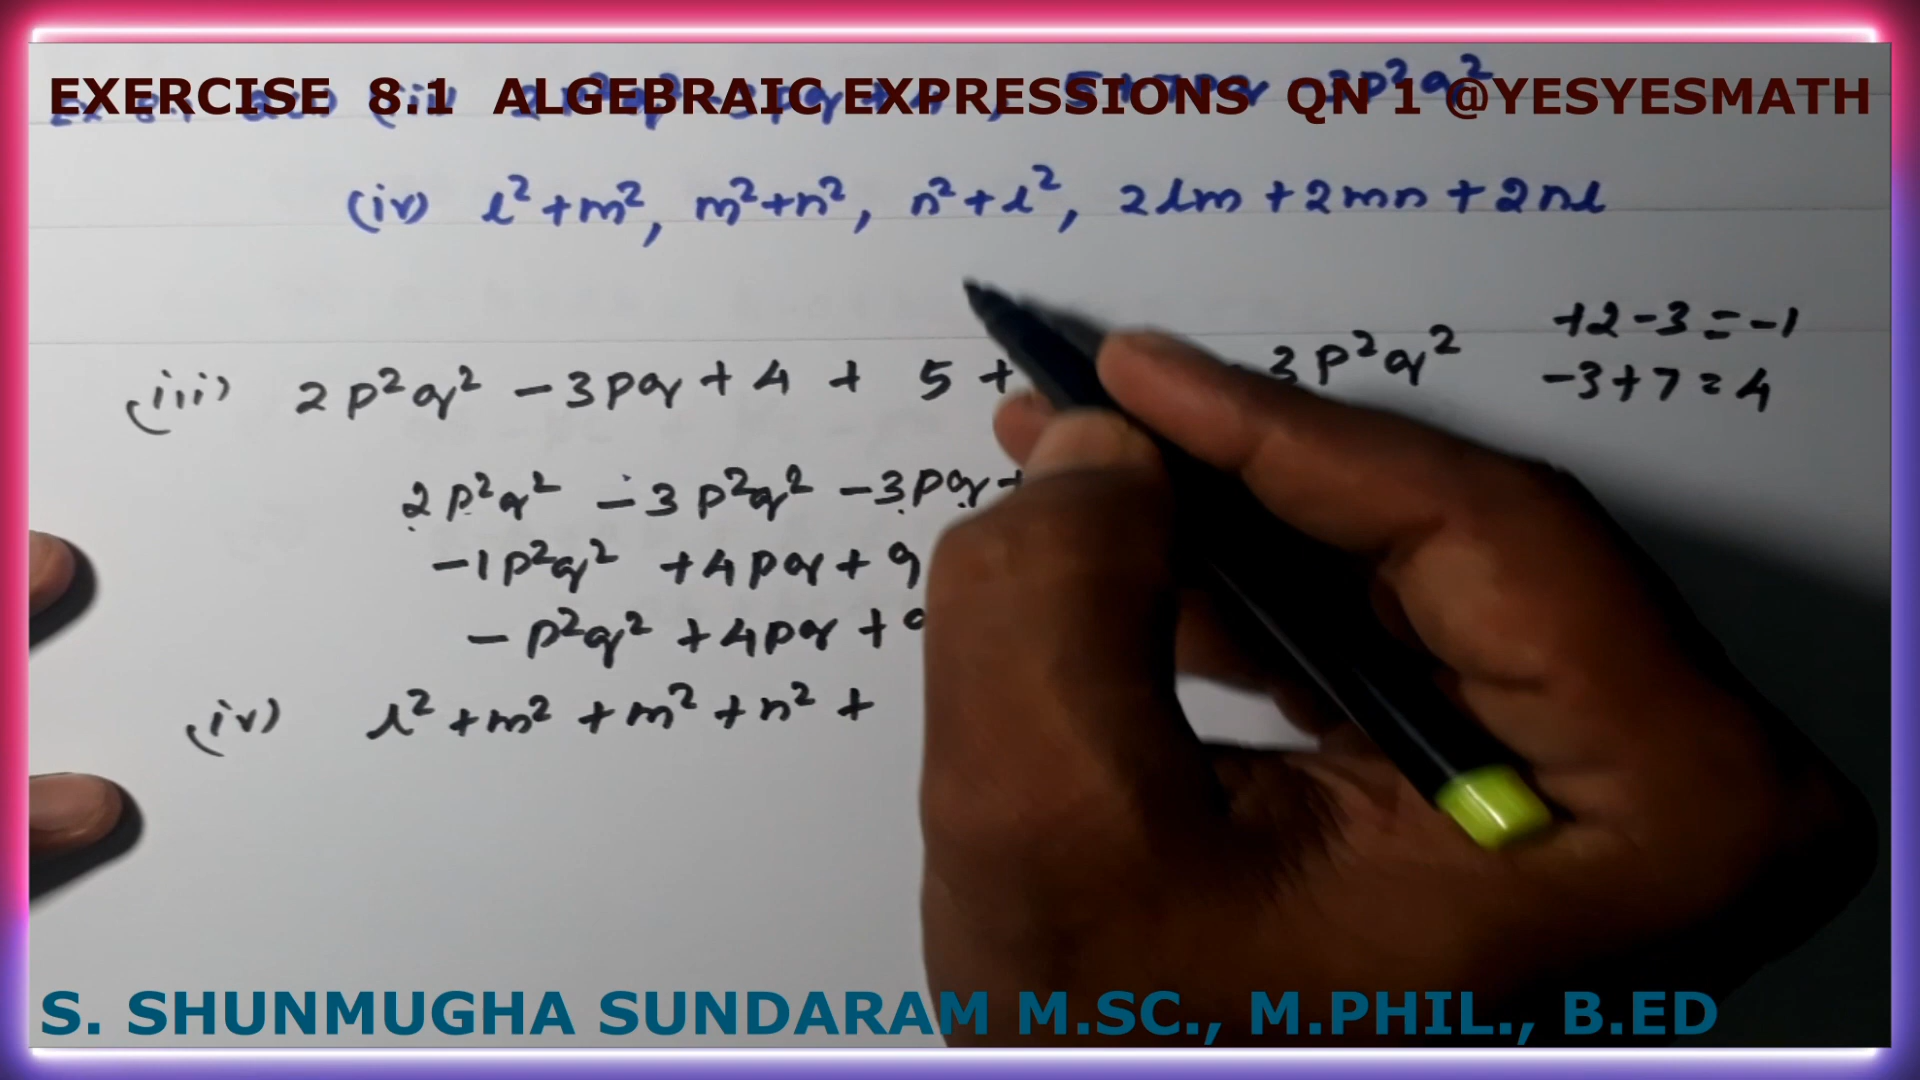 EXERCISE 8.1 ALGEBRAIC EXPRESSIONS QN 1 @YESYESMATH
(iv) l²+m², m²+n², n²+l², 2lm+2mn+2nl
+2-3=-1
(iii) 2p²q² -3pq+4 + 5+ - 3p²q²
-3+7=4
2p²q² -3p²q² -3pq+
-1p²q² +4pq+9
-p²q² +4pq+9
(iv) l²+m² +m²+n² +
S. SHUNMUGHA SUNDARAM M.SC., M.PHIL., B.ED